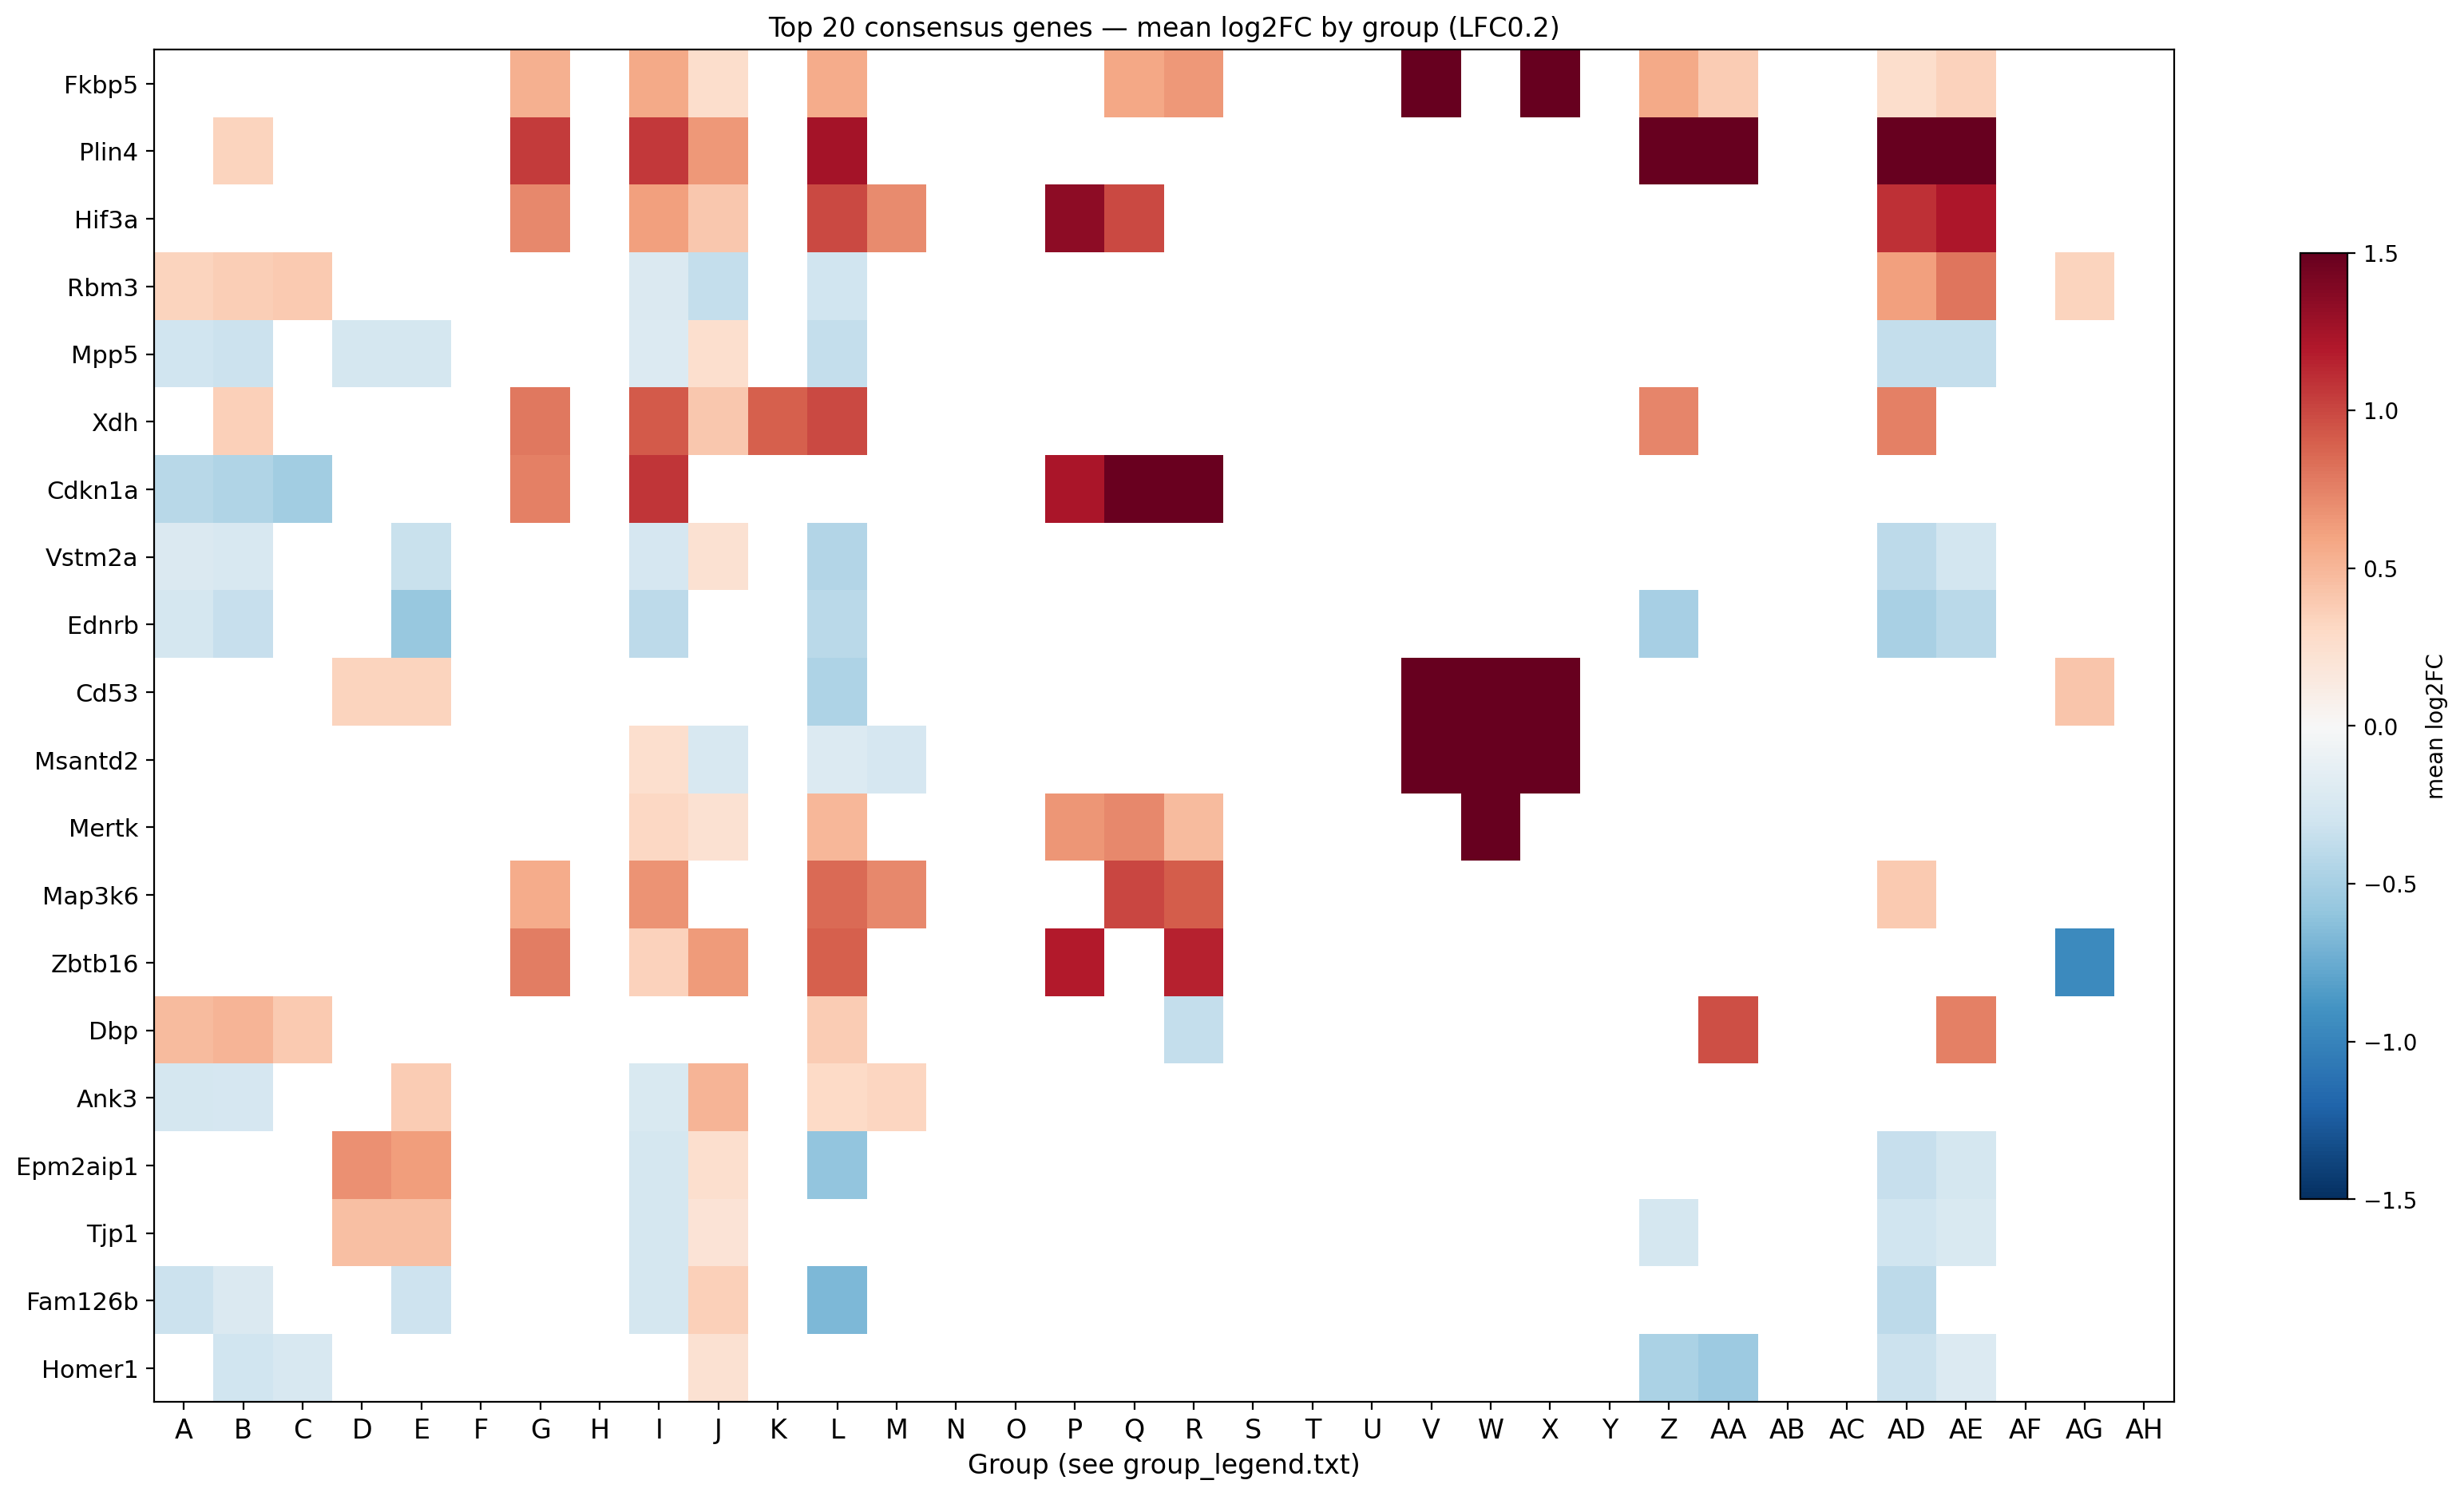 Top 20 consensus genes — mean log2FC by group (LFC0.2)
Fkbp5
Plin4
Hif3a
Rbm3
Mpp5
Xdh
Cdkn1a
Vstm2a
Ednrb
Cd53
Msantd2
Mertk
Map3k6
Zbtb16
Dbp
Ank3
Epm2aip1
Tjp1
Fam126b
Homer1
A B C D E F G H I J K L M N O P Q R S T U V W X Y Z AA AB AC AD AE AF AG AH
Group (see group_legend.txt)
1.5
1.0
0.5
0.0
−0.5
−1.0
−1.5
mean log2FC